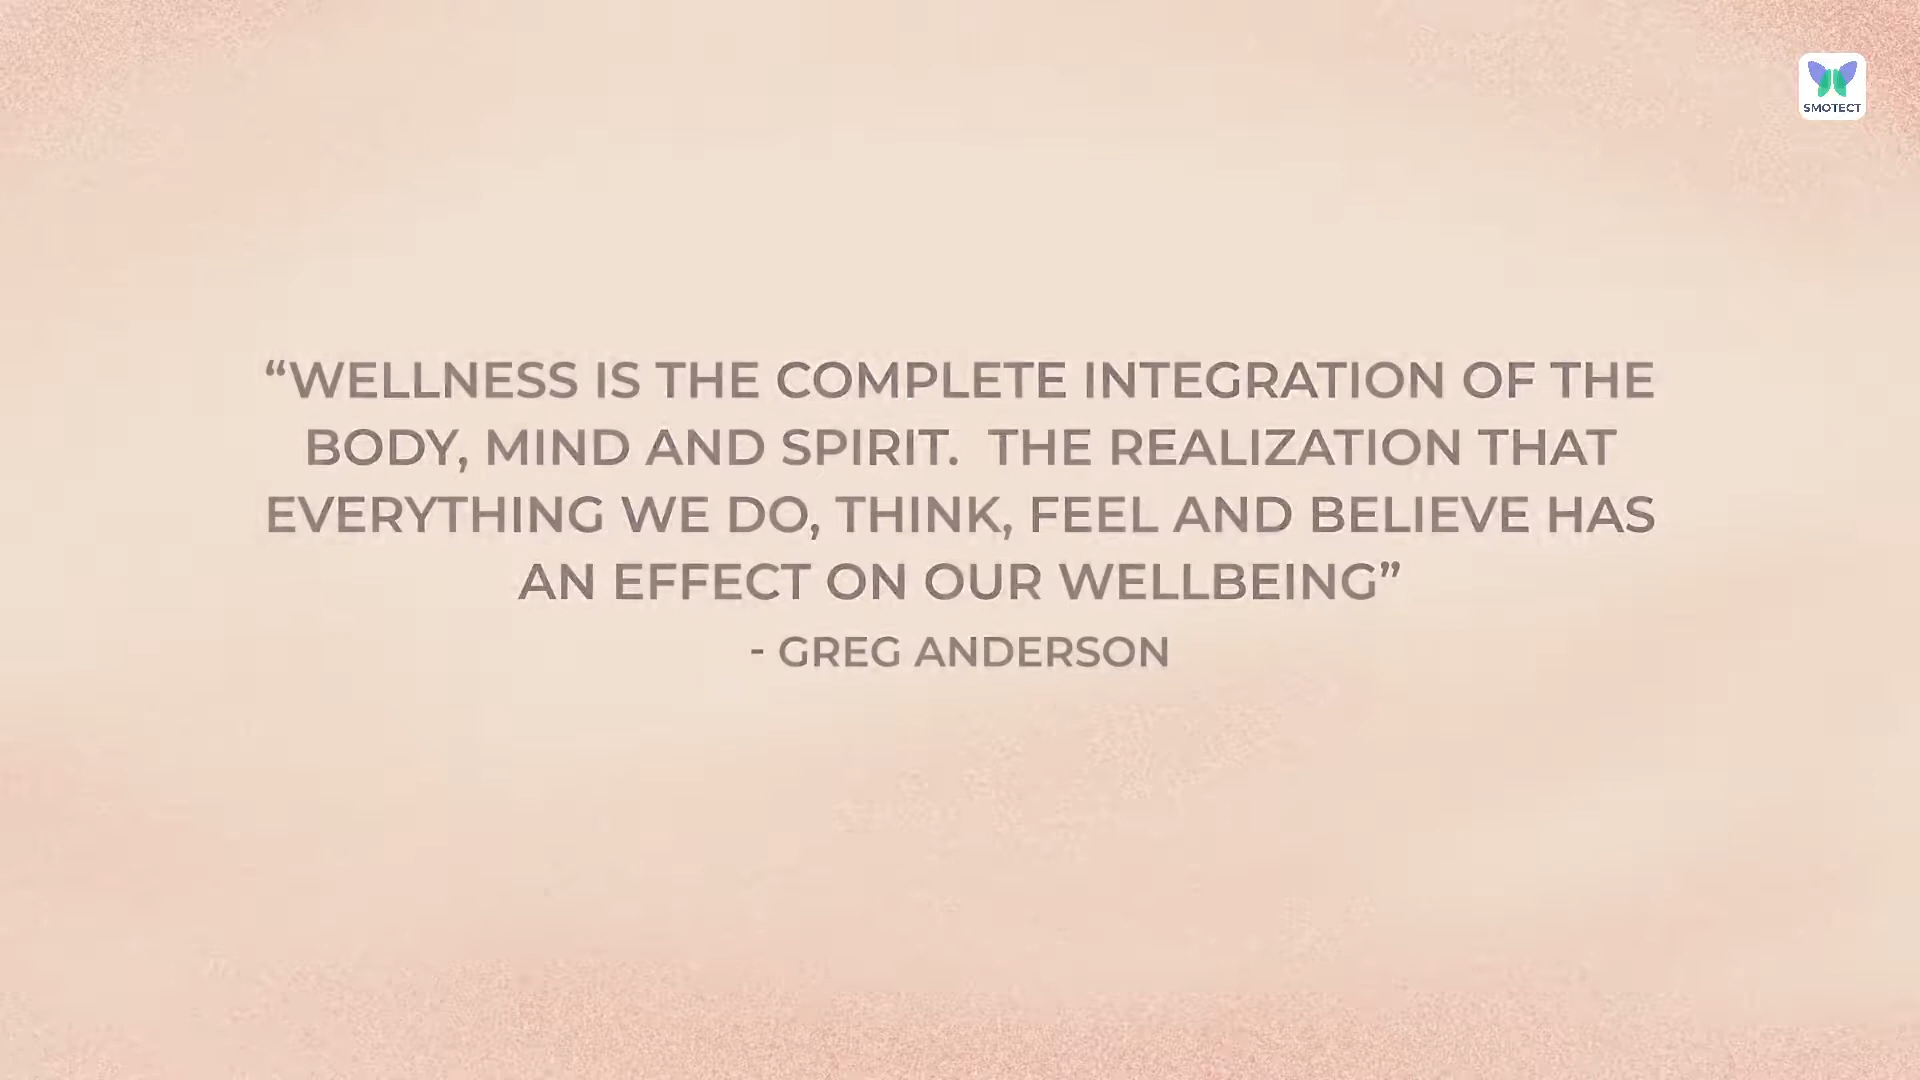 SMOTECT
“WELLNESS IS THE COMPLETE INTEGRATION OF THE
BODY, MIND AND SPIRIT.  THE REALIZATION THAT
EVERYTHING WE DO, THINK, FEEL AND BELIEVE HAS
AN EFFECT ON OUR WELLBEING”
- GREG ANDERSON